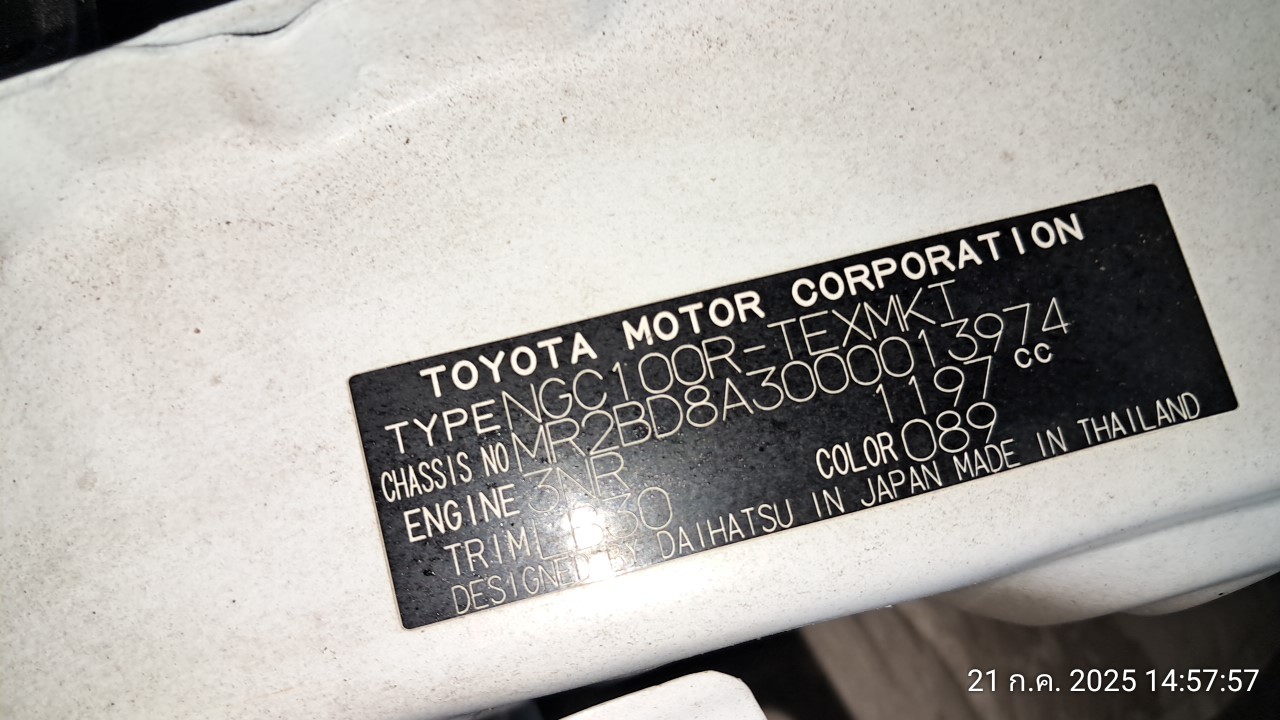 TOYOTA MOTOR CORPORATION
TYPE NGC100R-TEXMKT
CHASSIS NO MR2BD8A30000013974
ENGINE 3NR 1197 CC
TRIM COLOR 089
DESIGNED BY DAIHATSU IN JAPAN MADE IN THAILAND
21 ก.ค. 2025 14:57:57